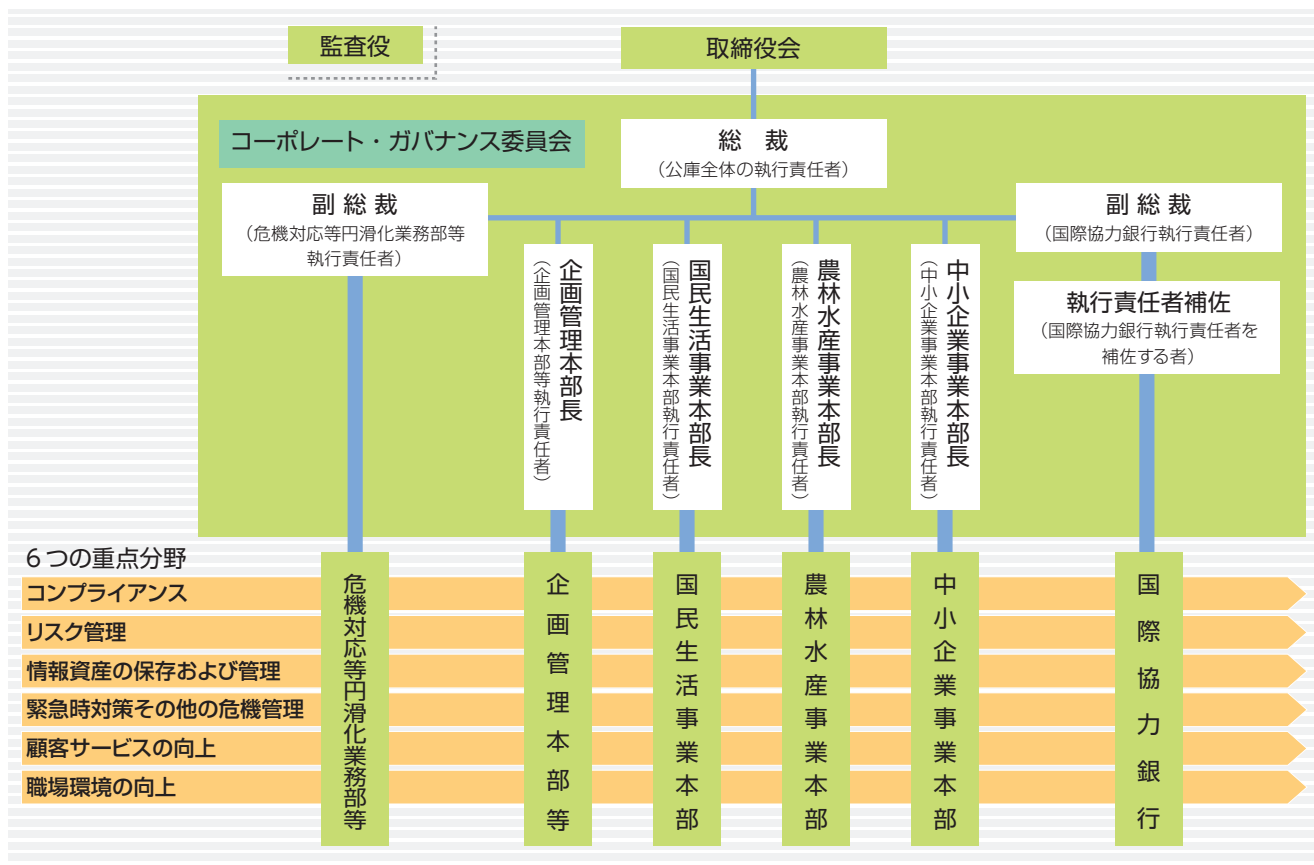 監査役
取締役会
コーポレート・ガバナンス委員会
総 裁
（公庫全体の執行責任者）
副 総 裁
（危機対応等円滑化業務部等
執行責任者）
企画管理本部長
（企画管理本部等執行責任者）
国民生活事業本部長
（国民生活事業本部執行責任者）
農林水産事業本部長
（農林水産事業本部執行責任者）
中小企業事業本部長
（中小企業事業本部執行責任者）
副 総 裁
（国際協力銀行執行責任者）
執行責任者補佐
（国際協力銀行執行責任者を
補佐する者）
6つの重点分野
コンプライアンス
リスク管理
情報資産の保存および管理
緊急時対策その他の危機管理
顧客サービスの向上
職場環境の向上
危機対応等円滑化業務部等
企画管理本部等
国民生活事業本部
農林水産事業本部
中小企業事業本部
国際協力銀行